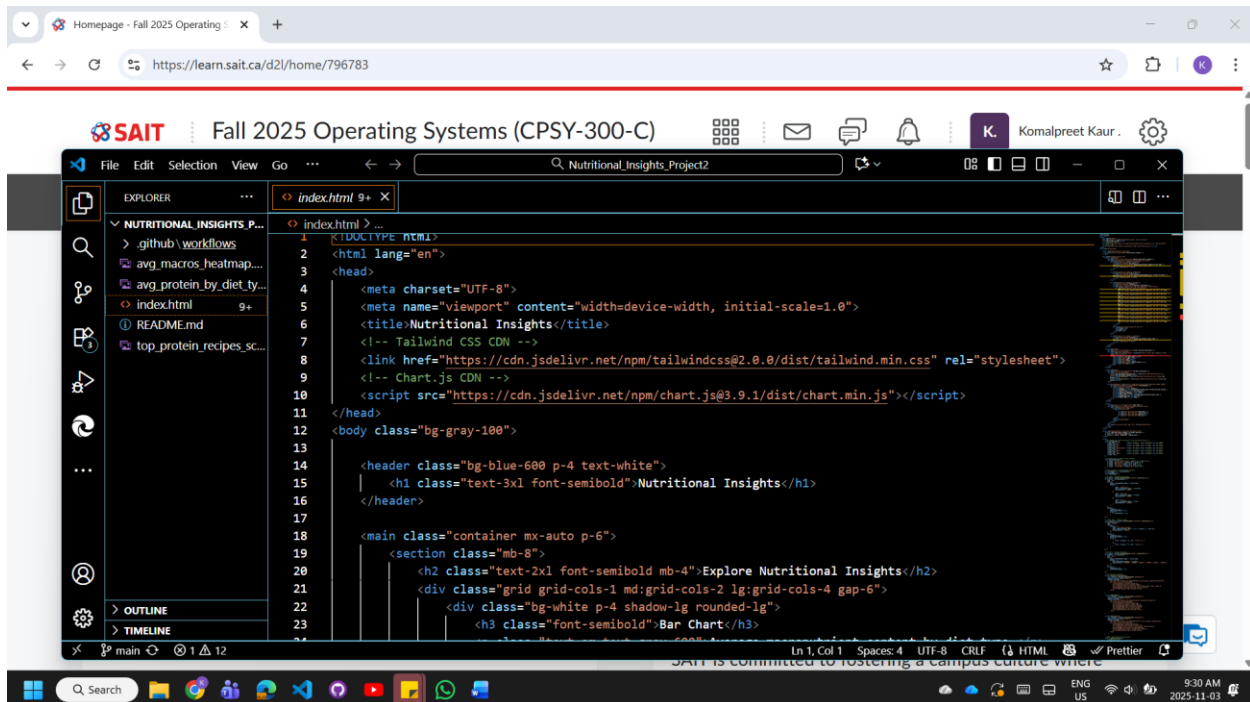 Homepage - Fall 2025 Operating S
https://learn.sait.ca/d2l/home/796783
K
SAIT
Fall 2025 Operating Systems (CPSY-300-C)
K.
Komalpreet Kaur .
File Edit Selection View Go ...
Nutritional_Insights_Project2
EXPLORER
index.html 9+
NUTRITIONAL_INSIGHTS_P...
index.html > ...
> .github\workflows
avg_macros_heatmap....
avg_protein_by_diet_ty...
index.html 9+
README.md
top_protein_recipes_sc...
3
1 <!DOCTYPE html>
2 <html lang="en">
3 <head>
4 <meta charset="UTF-8">
5 <meta name="viewport" content="width=device-width, initial-scale=1.0">
6 <title>Nutritional Insights</title>
7 <!-- Tailwind CSS CDN -->
8 <link href="https://cdn.jsdelivr.net/npm/tailwindcss@2.0.0/dist/tailwind.min.css" rel="stylesheet">
9 <!-- Chart.js CDN -->
10 <script src="https://cdn.jsdelivr.net/npm/chart.js@3.9.1/dist/chart.min.js"></script>
11 </head>
12 <body class="bg-gray-100">
13
14 <header class="bg-blue-600 p-4 text-white">
15 <h1 class="text-3xl font-semibold">Nutritional Insights</h1>
16 </header>
17
18 <main class="container mx-auto p-6">
19 <section class="mb-8">
20 <h2 class="text-2xl font-semibold mb-4">Explore Nutritional Insights</h2>
21 <div class="grid grid-cols-1 md:grid-cols-2 lg:grid-cols-4 gap-6">
22 <div class="bg-white p-4 shadow-lg rounded-lg">
23 <h3 class="font-semibold">Bar Chart</h3>
> OUTLINE
> TIMELINE
main 1 12
Ln 1, Col 1 Spaces: 4 UTF-8 CRLF HTML Prettier
SAIT is committed to fostering a campus culture where
Search
ENG
US
9:30 AM
2025-11-03